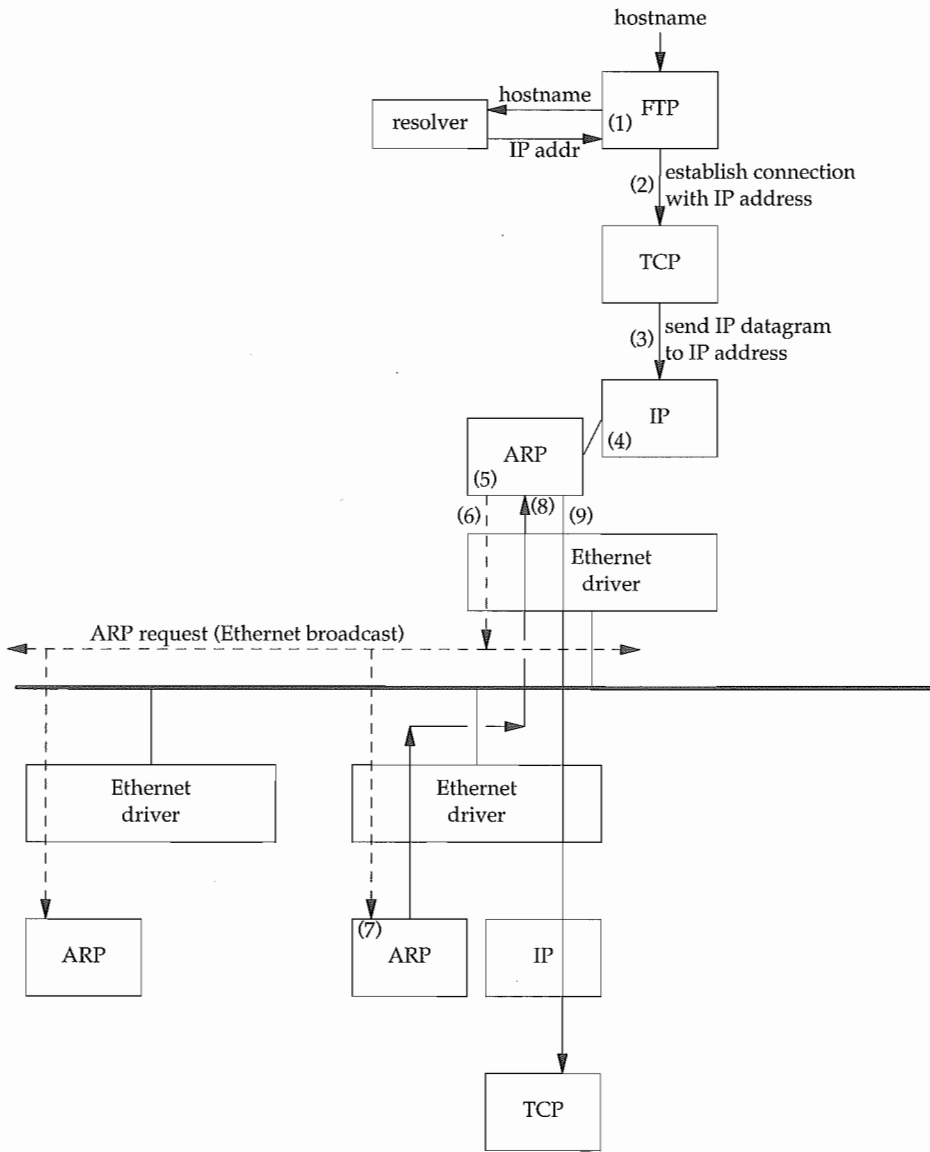 hostname
hostname
resolver
(1)
FTP
IP addr
(2)
establish connection
with IP address
TCP
(3)
send IP datagram
to IP address
IP
(4)
ARP
(5)
(6)
(8)
(9)
Ethernet
driver
ARP request (Ethernet broadcast)
Ethernet
driver
Ethernet
driver
(7)
ARP
ARP
IP
TCP